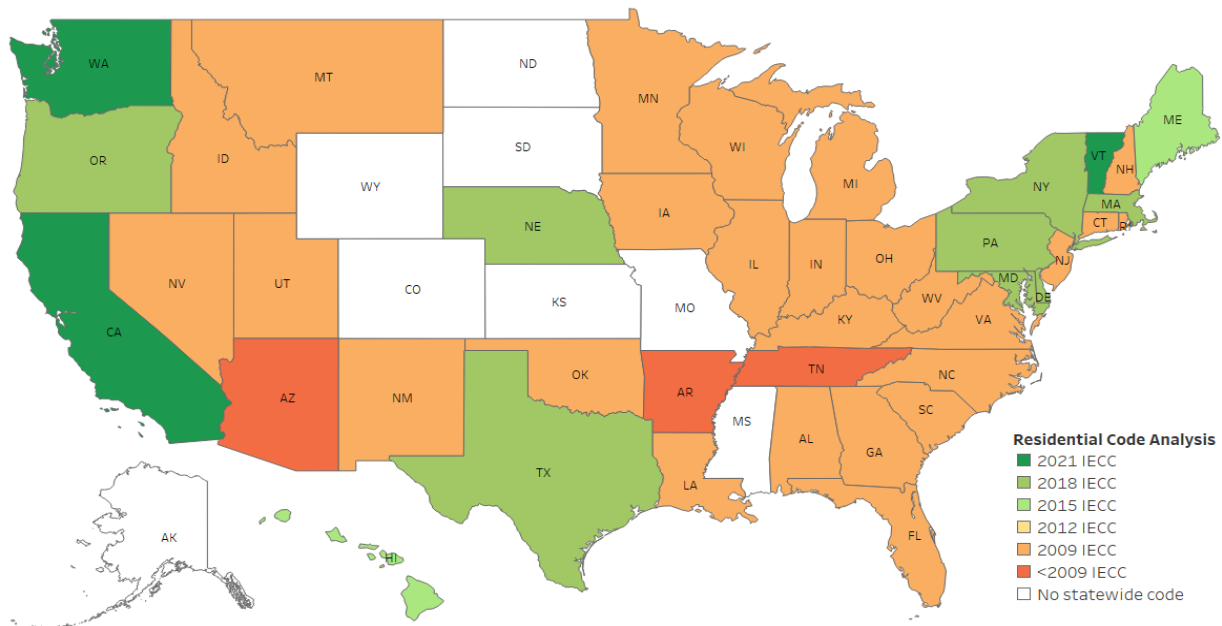 WA
MT
ND
MN
ME
OR
ID
SD
WI
VT
NH
WY
MI
NY
MA
IA
NE
CT
RI
PA
NV
UT
CO
IL
IN
OH
NJ
MD
DE
KS
MO
WV
CA
KY
VA
AZ
NM
OK
AR
TN
NC
SC
MS
AL
GA
TX
LA
FL
AK
HI
Residential Code Analysis
2021 IECC
2018 IECC
2015 IECC
2012 IECC
2009 IECC
<2009 IECC
No statewide code